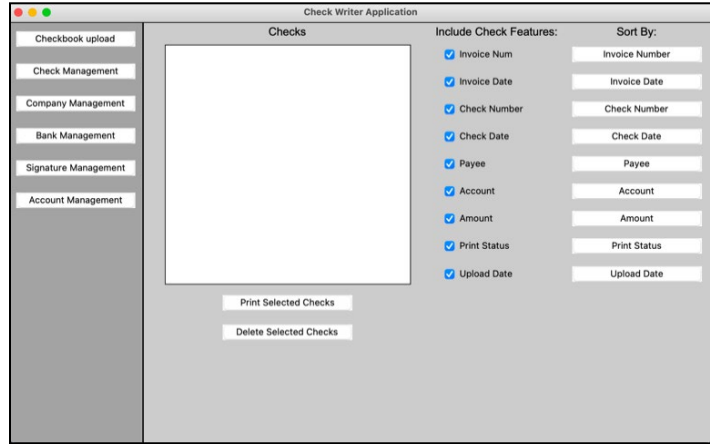 Check Writer Application
Checkbook upload
Check Management
Company Management
Bank Management
Signature Management
Account Management
Checks
Print Selected Checks
Delete Selected Checks
Include Check Features:
Invoice Num
Invoice Date
Check Number
Check Date
Payee
Account
Amount
Print Status
Upload Date
Sort By:
Invoice Number
Invoice Date
Check Number
Check Date
Payee
Account
Amount
Print Status
Upload Date